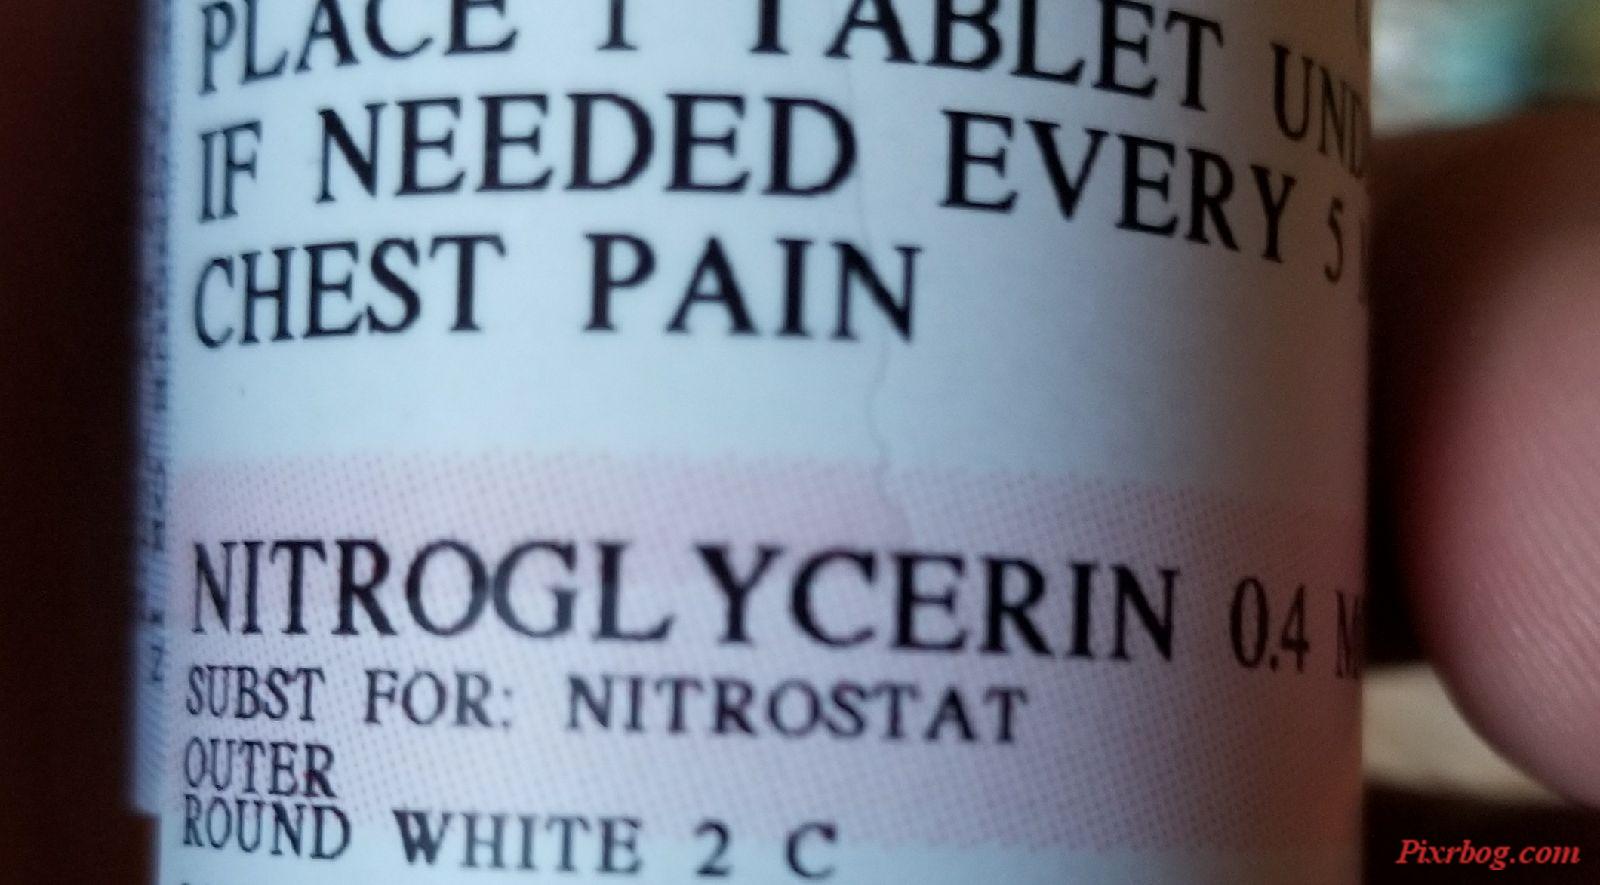 PLACE 1 TABLET UND
IF NEEDED EVERY 5
CHEST PAIN
NITROGLYCERIN 0.4 M
SUBST FOR: NITROSTAT
OUTER
ROUND WHITE 2 C
Pixrbog.com